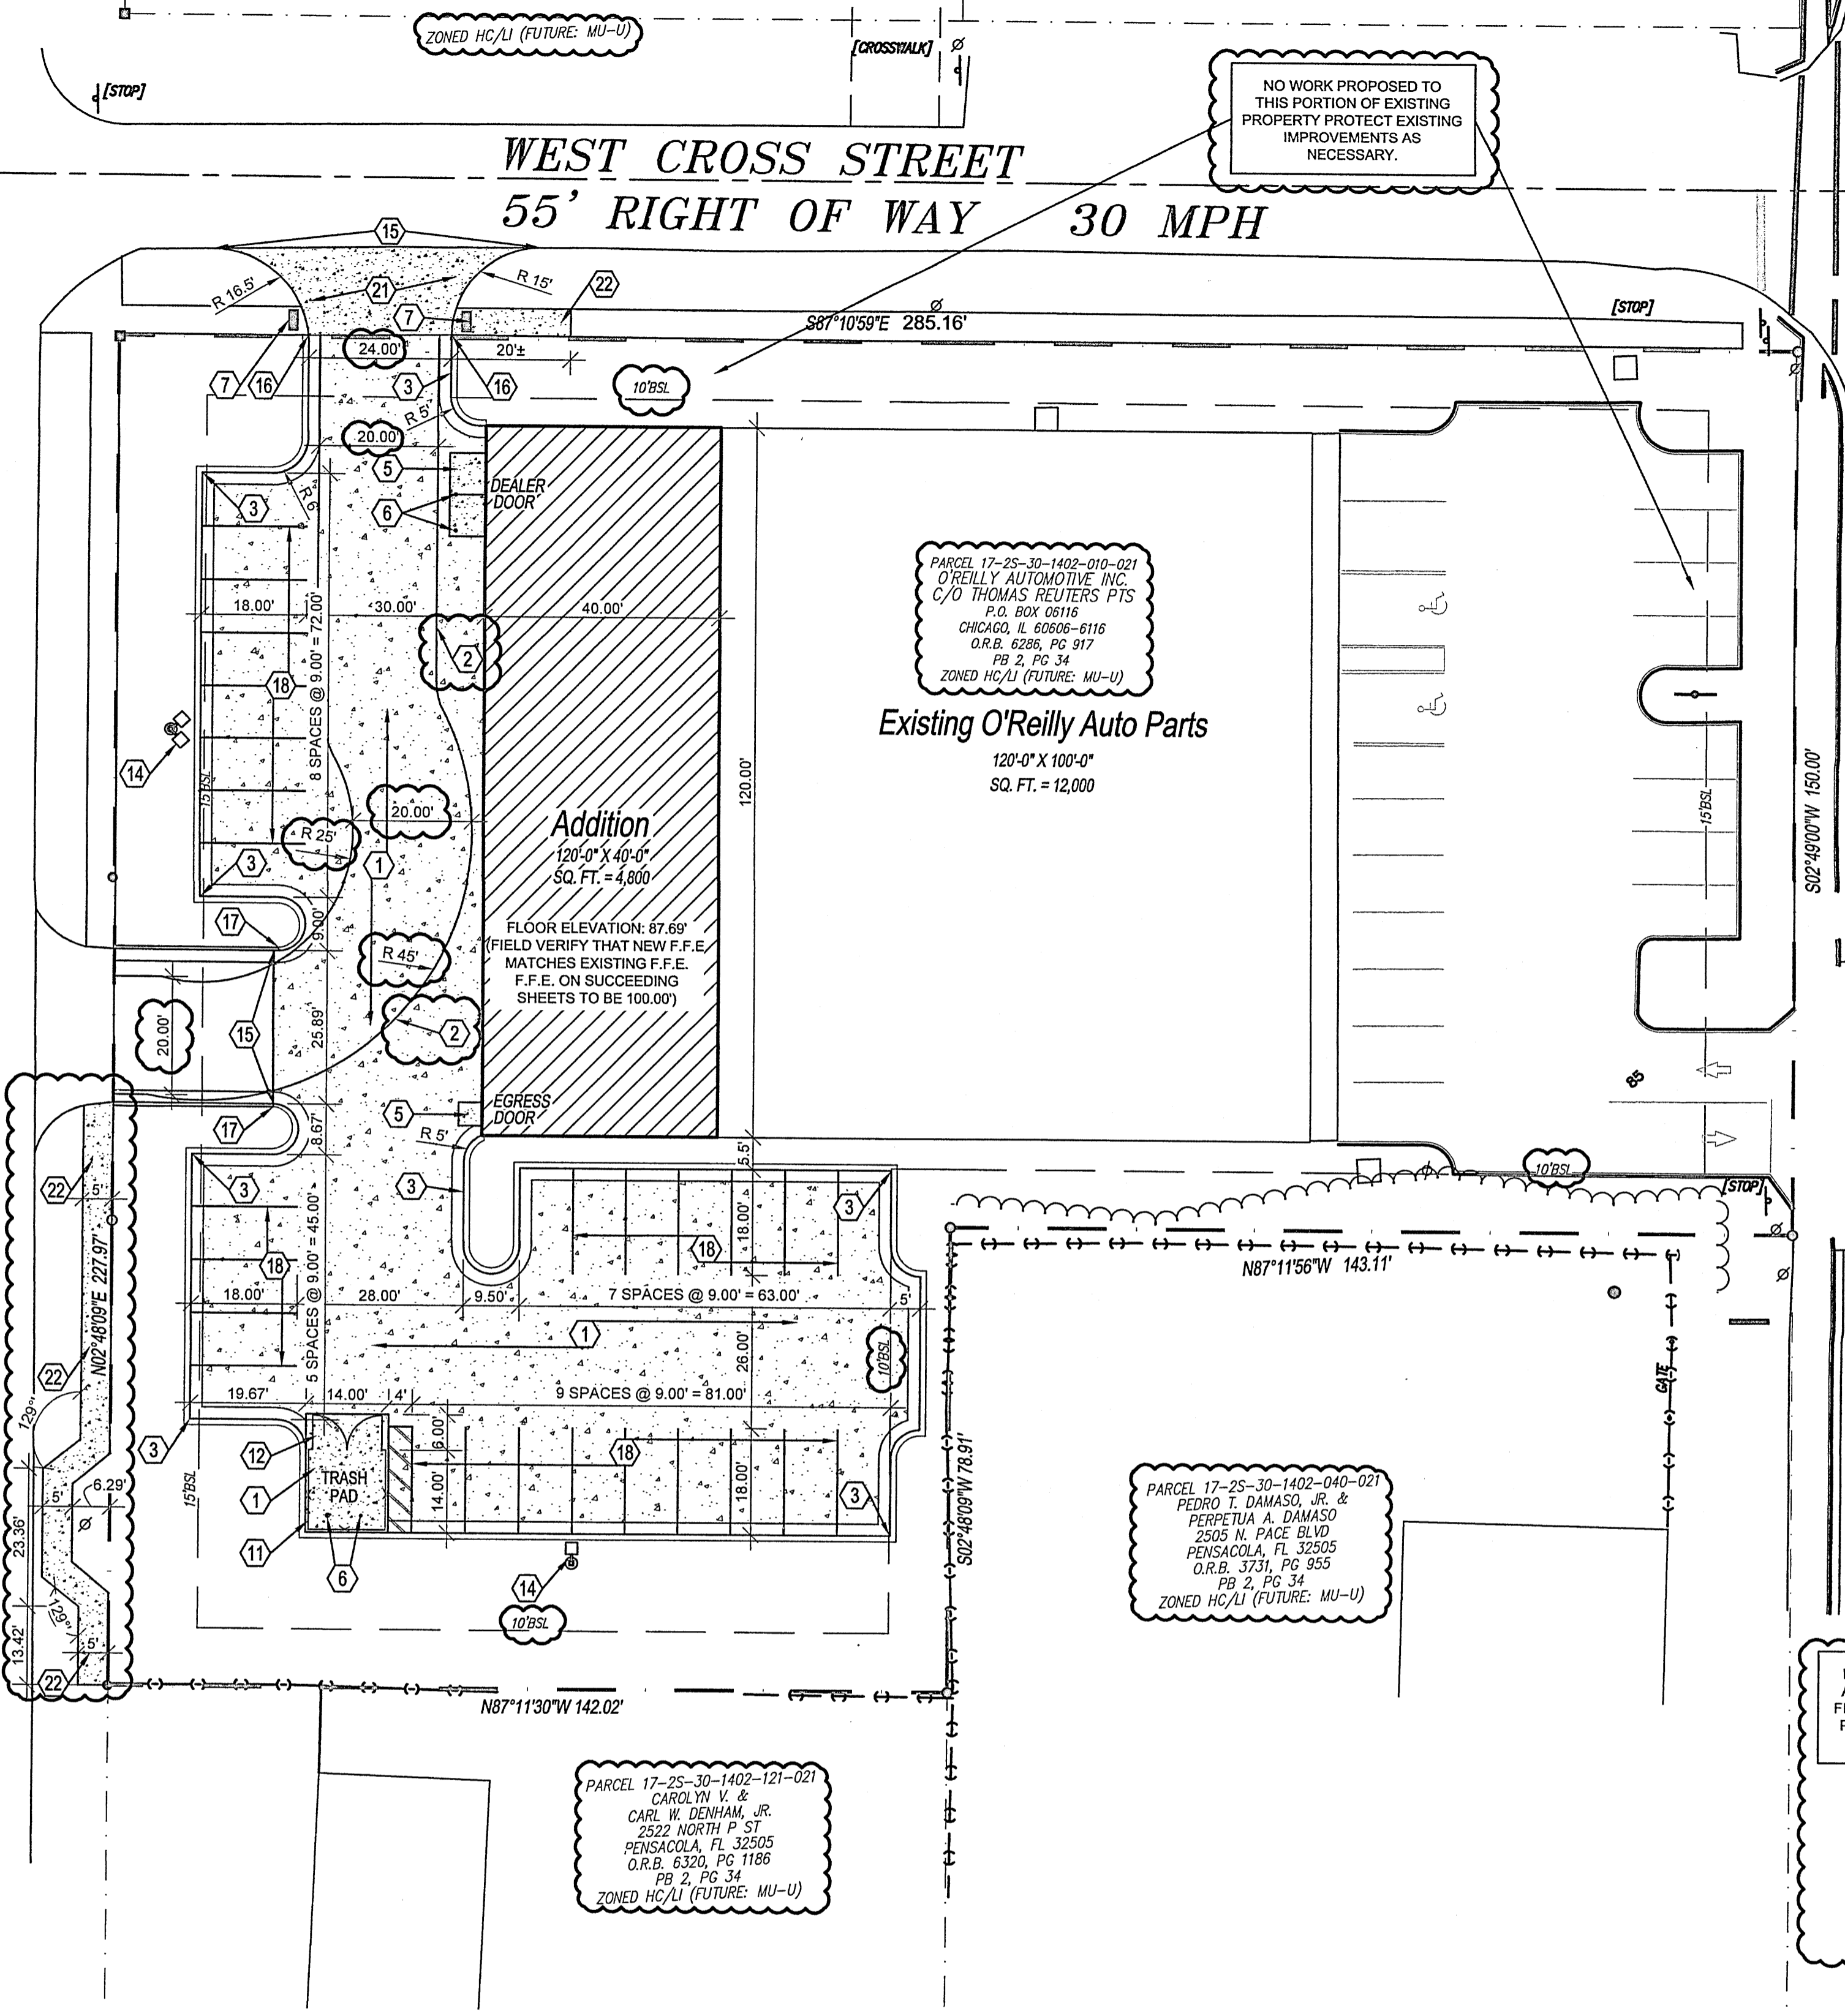 ZONED HC/LI (FUTURE: MU-U)
[CROSSWALK]
[STOP]
NO WORK PROPOSED TO
THIS PORTION OF EXISTING
PROPERTY PROTECT EXISTING
IMPROVEMENTS AS
NECESSARY.
WEST CROSS STREET
55' RIGHT OF WAY 30 MPH
15
R 16.5'
21
R 15'
22
7
[STOP]
S87°10'59"E 285.16'
24.00'
20'±
7
16
3
16
10'BSL
R 5'
20.00'
5
DEALER
DOOR
6
R 6'
3
18.00'
30.00'
40.00'
8 SPACES @ 9.00' = 72.00'
2
18
14
15'BSL
PARCEL 17-2S-30-1402-010-021
O'REILLY AUTOMOTIVE INC.
C/O THOMAS REUTERS PTS
P.O. BOX 06116
CHICAGO, IL 60606-6116
O.R.B. 6286, PG 917
PB 2, PG 34
ZONED HC/LI (FUTURE: MU-U)
Existing O'Reilly Auto Parts
120'-0" X 100'-0"
SQ. FT. = 12,000
120.00'
15'BSL
S02°49'00"W 150.00'
20.00'
R 25'
3
1
Addition
120'-0" X 40'-0"
SQ. FT. = 4,800
FLOOR ELEVATION: 87.69'
(FIELD VERIFY THAT NEW F.F.E.
MATCHES EXISTING F.F.E.
F.F.E. ON SUCCEEDING
SHEETS TO BE 100.00')
17
9.00'
R 45'
20.00'
15
25.89'
2
85
EGRESS
DOOR
5
17
8.67'
R 5'
5.5'
10'BSL
[STOP]
22
5'
3
3
3
18.00'
18
18
N02°48'09"E 227.97'
N87°11'56"W 143.11'
18.00'
28.00'
9.50'
7 SPACES @ 9.00' = 63.00'
5'
5 SPACES @ 9.00' = 45.00'
1
26.00'
10'BSL
GATE
22
19.67'
14.00'
4'
9 SPACES @ 9.00' = 81.00'
129°
3
12
6.00'
18
TRASH
PAD
1
14.00'
18.00'
3
15'BSL
5'
6.29'
23.36'
11
6
14
10'BSL
S02°48'09"W 78.91'
PARCEL 17-2S-30-1402-040-021
PEDRO T. DAMASO, JR. &
PERPETUA A. DAMASO
2505 N. PACE BLVD
PENSACOLA, FL 32505
O.R.B. 3731, PG 955
PB 2, PG 34
ZONED HC/LI (FUTURE: MU-U)
129°
13.42'
5'
22
N87°11'30"W 142.02'
PARCEL 17-2S-30-1402-121-021
CAROLYN V. &
CARL W. DENHAM, JR.
2522 NORTH P ST
PENSACOLA, FL 32505
O.R.B. 6320, PG 1186
PB 2, PG 34
ZONED HC/LI (FUTURE: MU-U)